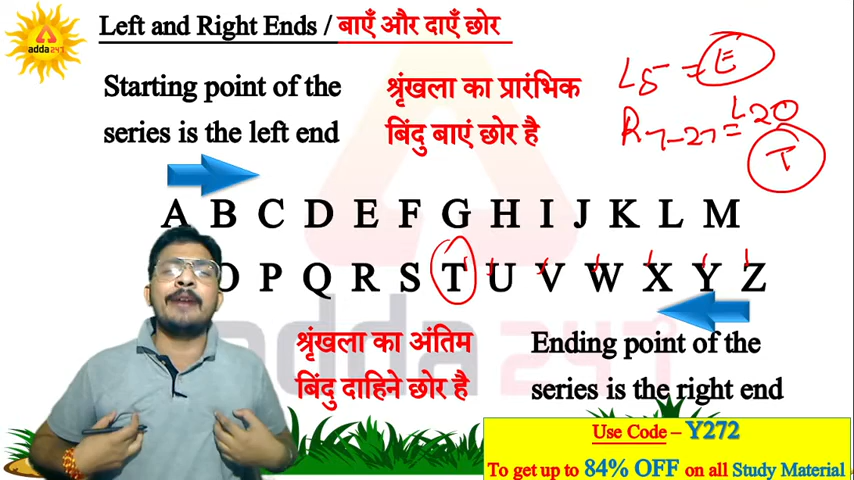 Left and Right Ends / बाएँ और दाएँ छोर
adda247
Starting point of the
series is the left end
श्रृंखला का प्रारंभिक
बिंदु बाएं छोर है
L5 = E
R7-27 = L20
T
A B C D E F G H I J K L M
O P Q R S T U V W X Y Z
श्रृंखला का अंतिम
बिंदु दाहिने छोर है
Ending point of the
series is the right end
adda247
Use Code – Y272
To get up to 84% OFF on all Study Material